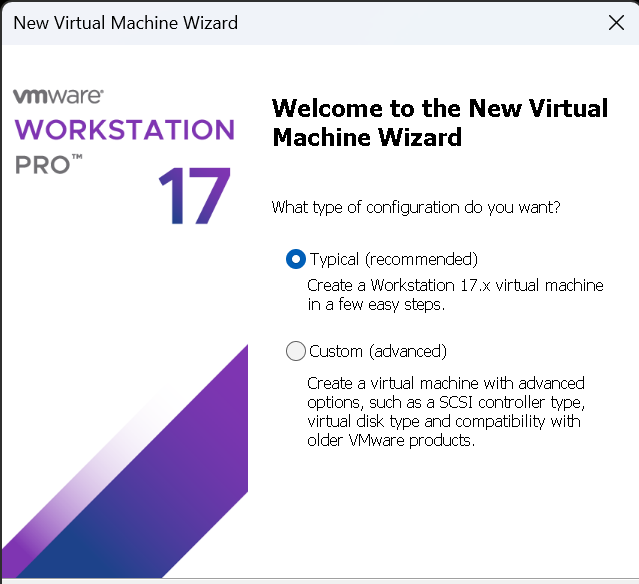 New Virtual Machine Wizard
vmware®
WORKSTATION
PRO™
17
Welcome to the New Virtual
Machine Wizard
What type of configuration do you want?
Typical (recommended)
Create a Workstation 17.x virtual machine
in a few easy steps.
Custom (advanced)
Create a virtual machine with advanced
options, such as a SCSI controller type,
virtual disk type and compatibility with
older VMware products.